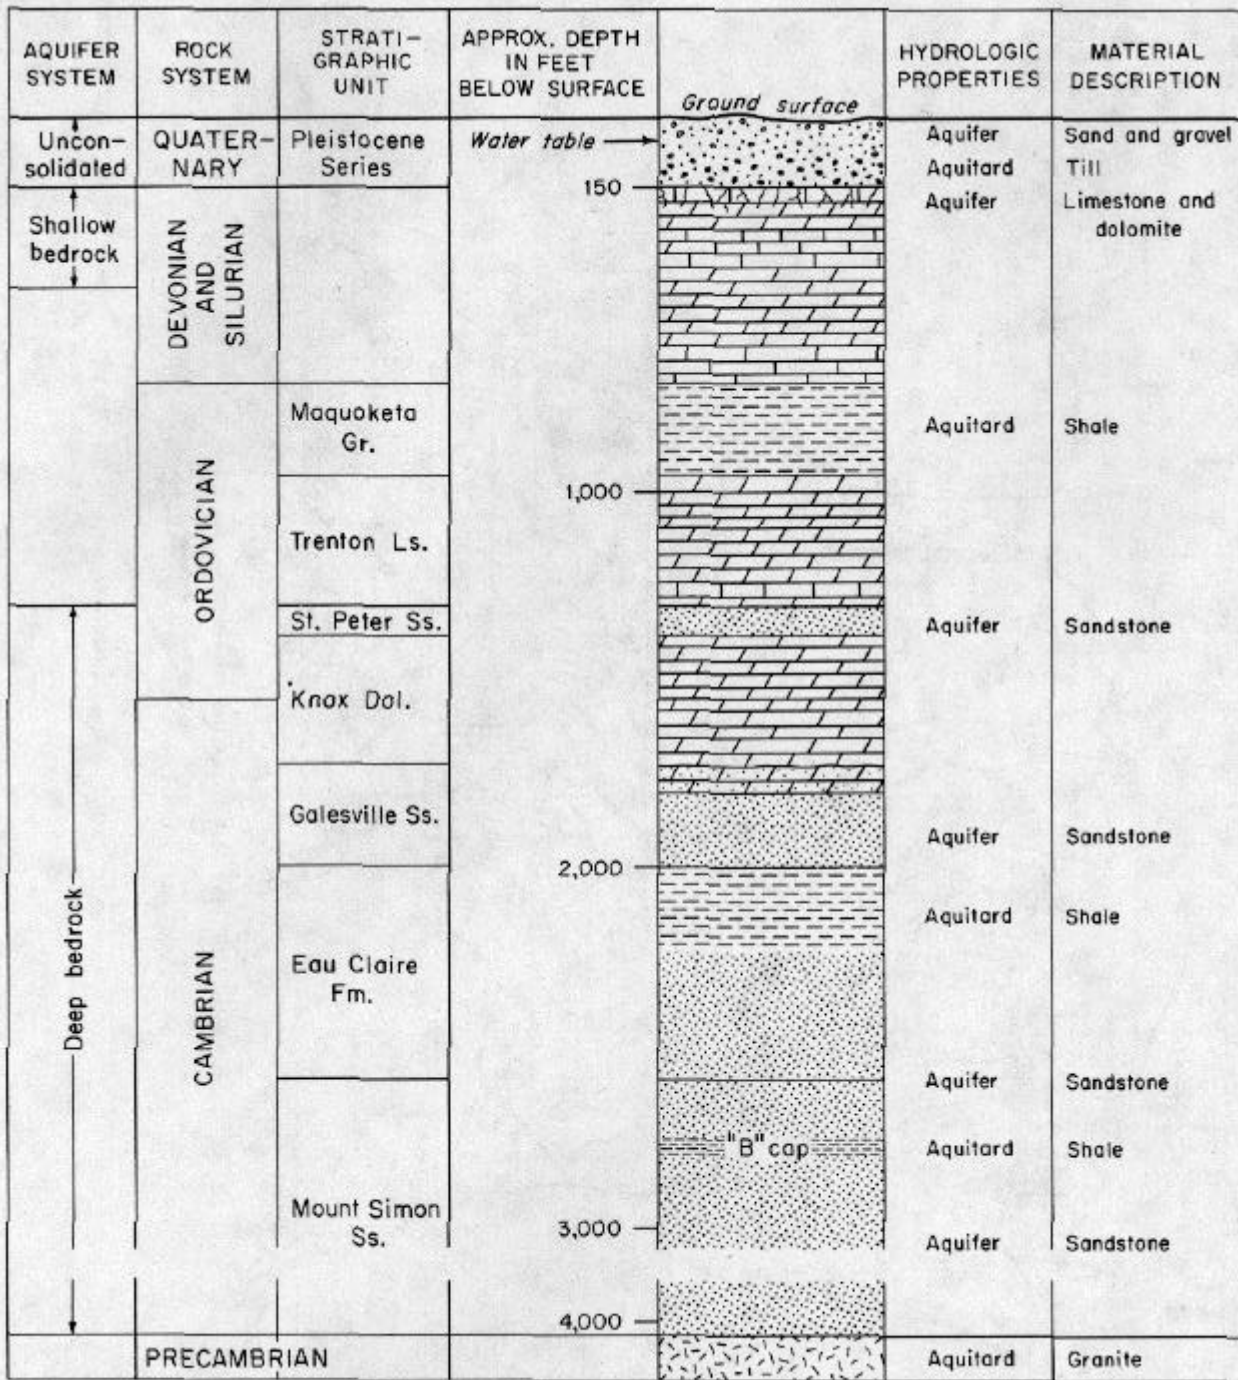 AQUIFER
SYSTEM
ROCK
SYSTEM
STRATI-
GRAPHIC
UNIT
APPROX. DEPTH
IN FEET
BELOW SURFACE
HYDROLOGIC
PROPERTIES
MATERIAL
DESCRIPTION
Ground surface
Uncon-
solidated
QUATER-
NARY
Pleistocene
Series
Water table
Aquifer
Sand and gravel
Aquitard
Till
150
Shallow
bedrock
DEVONIAN
AND
SILURIAN
Aquifer
Limestone and
dolomite
ORDOVICIAN
Maquoketa
Gr.
Aquitard
Shale
1,000
Trenton Ls.
St. Peter Ss.
Aquifer
Sandstone
Knox Dol.
Deep bedrock
CAMBRIAN
Galesville Ss.
Aquifer
Sandstone
2,000
Aquitard
Shale
Eau Claire
Fm.
Aquifer
Sandstone
"B" cap
Aquitard
Shale
Mount Simon
Ss.
3,000
Aquifer
Sandstone
4,000
PRECAMBRIAN
Aquitard
Granite